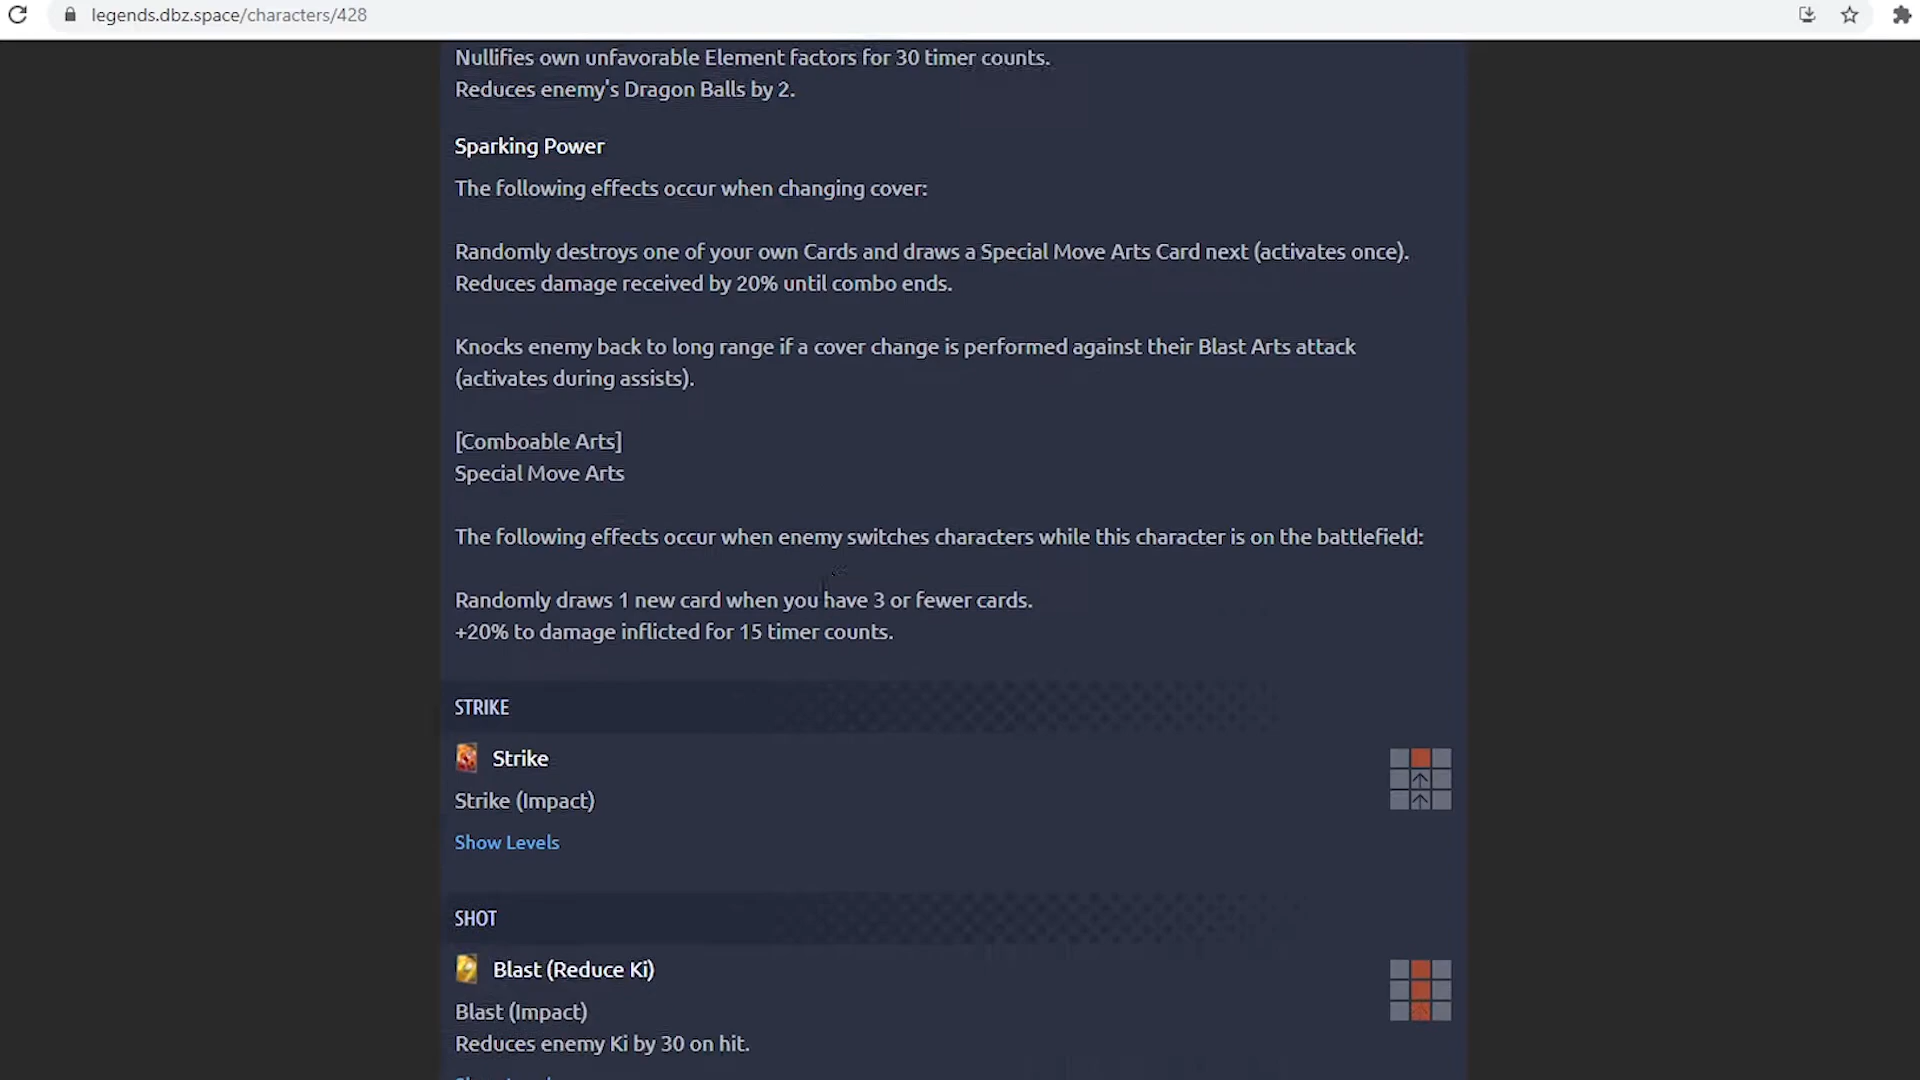 legends.dbz.space/characters/428
Nullifies own unfavorable Element factors for 30 timer counts.
Reduces enemy's Dragon Balls by 2.
Sparking Power
The following effects occur when changing cover:
Randomly destroys one of your own Cards and draws a Special Move Arts Card next (activates once).
Reduces damage received by 20% until combo ends.
Knocks enemy back to long range if a cover change is performed against their Blast Arts attack
(activates during assists).
[Comboable Arts]
Special Move Arts
The following effects occur when enemy switches characters while this character is on the battlefield:
Randomly draws 1 new card when you have 3 or fewer cards.
+20% to damage inflicted for 15 timer counts.
STRIKE
Strike
Strike (Impact)
Show Levels
SHOT
Blast (Reduce Ki)
Blast (Impact)
Reduces enemy Ki by 30 on hit.